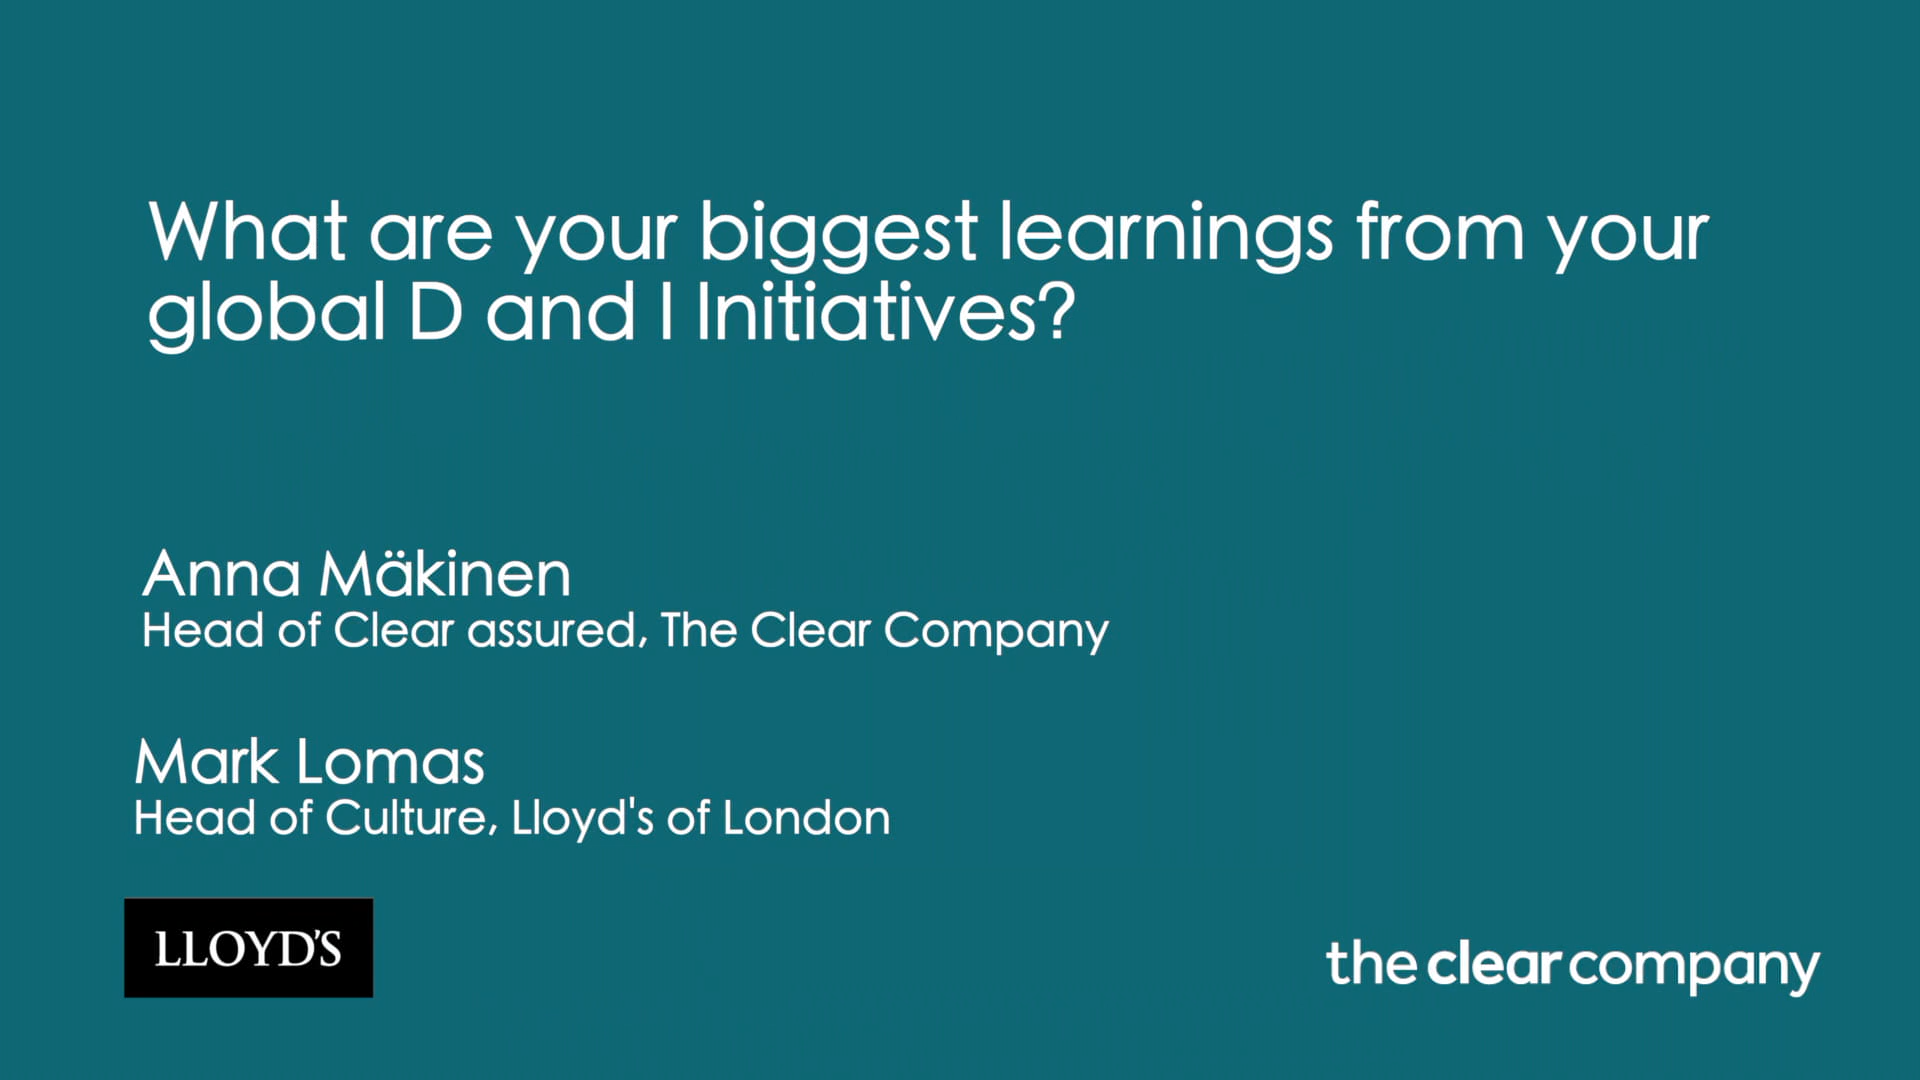 What are your biggest learnings from your
global D and I Initiatives?
Anna Mäkinen
Head of Clear assured, The Clear Company
Mark Lomas
Head of Culture, Lloyd's of London
LLOYD'S
the clear company